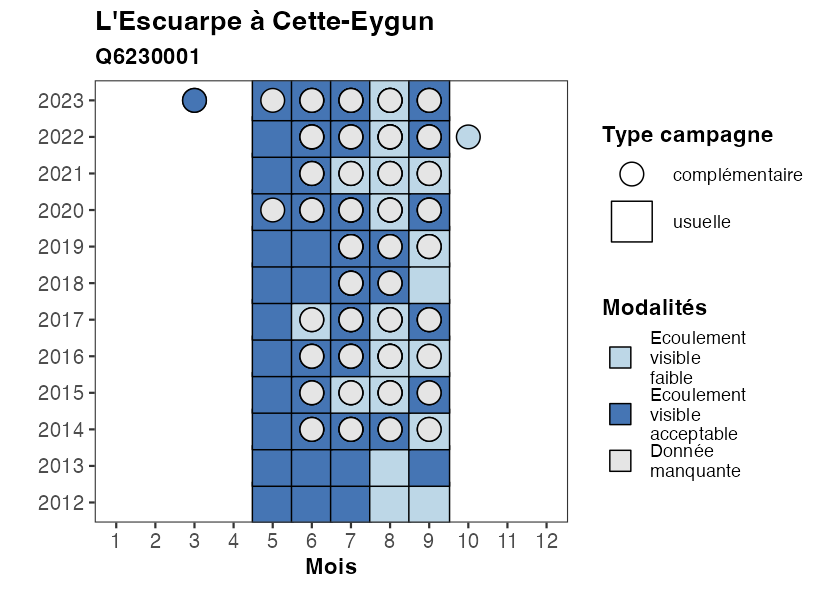 L'Escuarpe à Cette-Eygun
Q6230001
2023
2022
2021
2020
2019
2018
2017
2016
2015
2014
2013
2012
1 2 3 4 5 6 7 8 9 10 11 12
Mois
Type campagne
complémentaire
usuelle
Modalités
Ecoulement
visible
faible
Ecoulement
visible
acceptable
Donnée
manquante